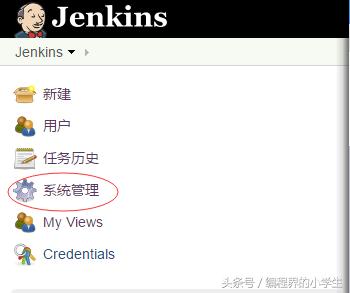 Jenkins
Jenkins
新建
用户
任务历史
系统管理
My Views
Credentials
头条号 / 编程界的小学生